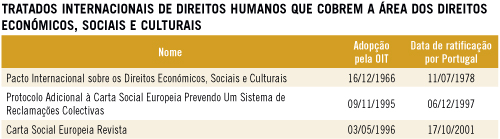 TRATADOS INTERNACIONAIS DE DIREITOS HUMANOS QUE COBREM A ÁREA DOS DIREITOS
ECONÓMICOS, SOCIAIS E CULTURAIS
Nome
Adopção
pela OIT
Data de ratificação
por Portugal
Pacto Internacional sobre os Direitos Económicos, Sociais e Culturais 16/12/1966 11/07/1978
Protocolo Adicional à Carta Social Europeia Prevendo Um Sistema de
Reclamações Colectivas 09/11/1995 06/12/1997
Carta Social Europeia Revista 03/05/1996 17/10/2001